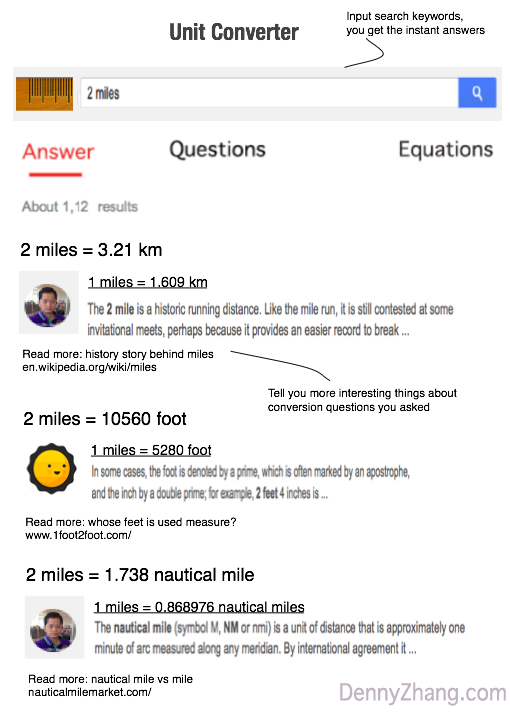 Unit Converter
Input search keywords,
you get the instant answers
2 miles
Answer
Questions
Equations
About 1,12 results
2 miles = 3.21 km
1 miles = 1.609 km
The 2 mile is a historic running distance. Like the mile run, it is still contested at some
invitational meets, perhaps because it provides an easier record to break ...
Read more: history story behind miles
en.wikipedia.org/wiki/miles
Tell you more interesting things about
conversion questions you asked
2 miles = 10560 foot
1 miles = 5280 foot
In some cases, the foot is denoted by a prime, which is often marked by an apostrophe,
and the inch by a double prime; for example, 2 feet 4 inches is ...
Read more: whose feet is used measure?
www.1foot2foot.com/
2 miles = 1.738 nautical mile
1 miles = 0.868976 nautical miles
The nautical mile (symbol M, NM or nmi) is a unit of distance that is approximately one
minute of arc measured along any meridian. By international agreement it ...
Read more: nautical mile vs mile
nauticalmilemarket.com/
DennyZhang.com